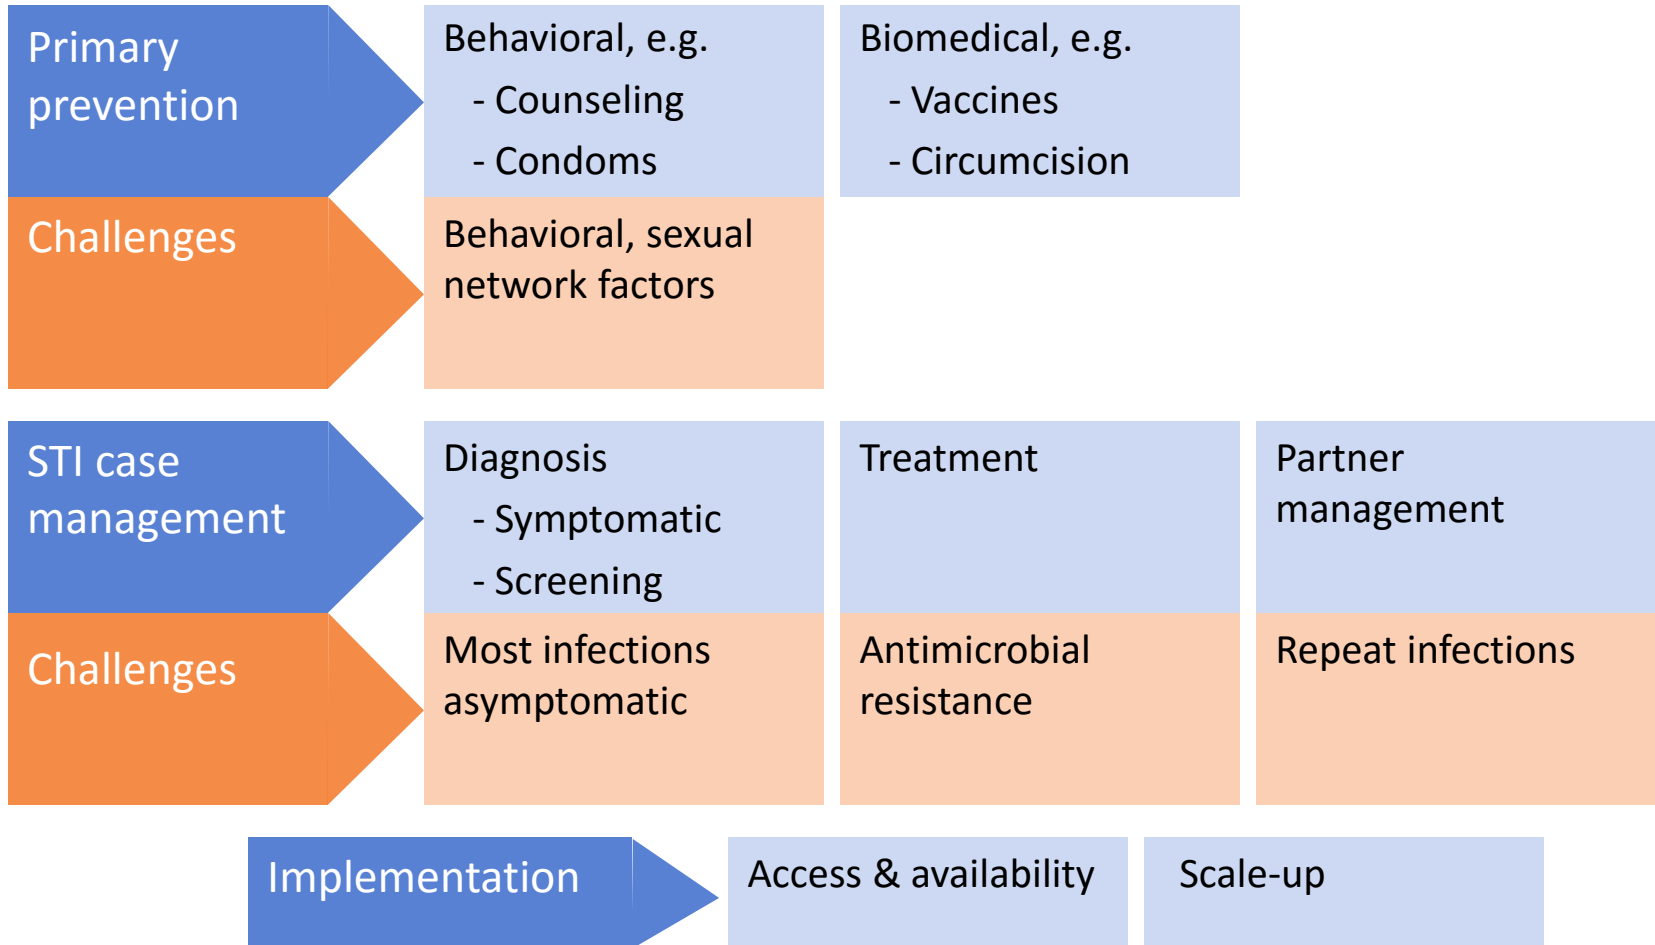 Primary
prevention
Behavioral, e.g.
- Counseling
- Condoms
Biomedical, e.g.
- Vaccines
- Circumcision
Challenges
Behavioral, sexual
network factors
STI case
management
Diagnosis
- Symptomatic
- Screening
Treatment
Partner
management
Challenges
Most infections
asymptomatic
Antimicrobial
resistance
Repeat infections
Implementation
Access & availability
Scale-up